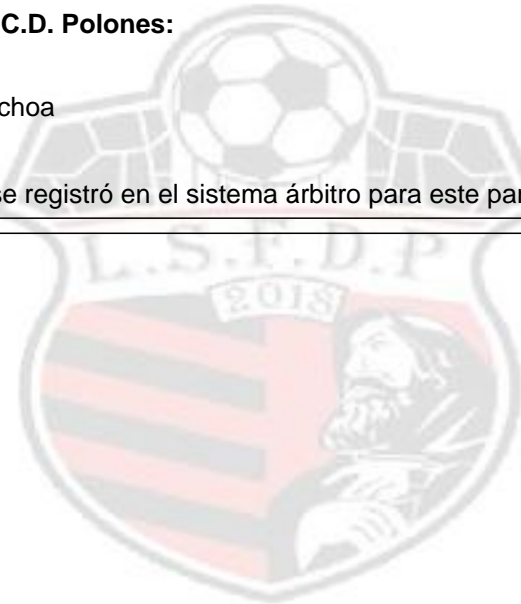 C.D. Polones:
choa
se registró en el sistema árbitro para este par
L.S.F.D.P
2018